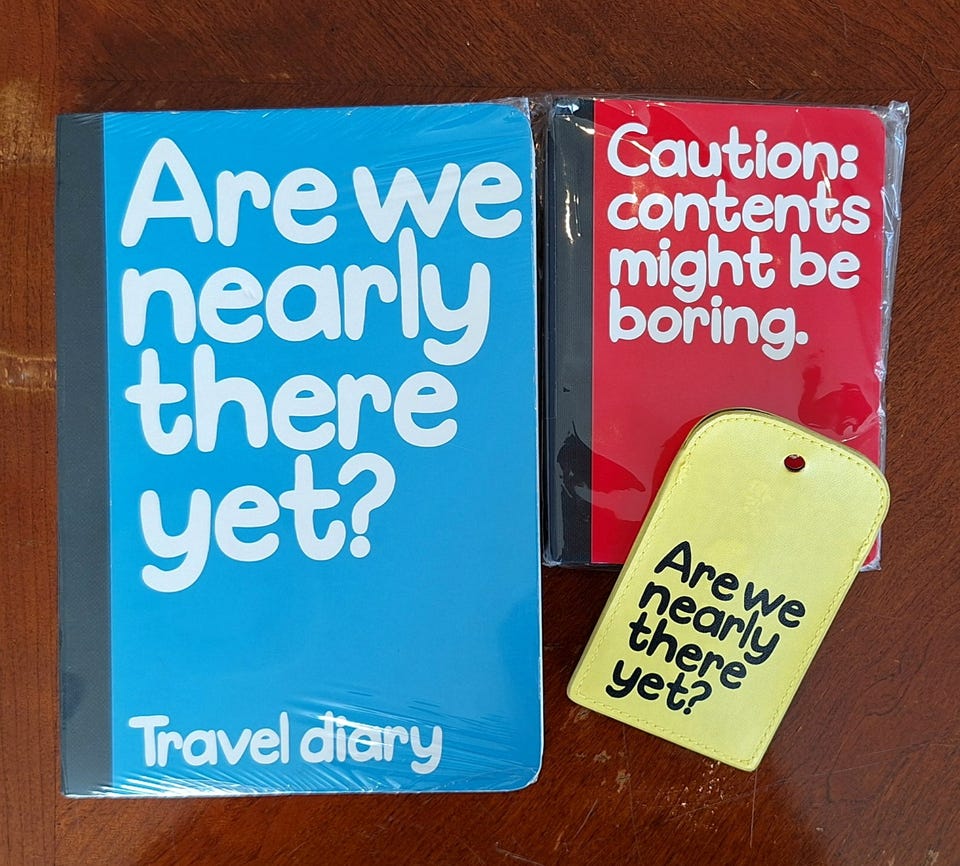 Are we
nearly
there
yet?
Travel diary
Caution:
contents
might be
boring.
Are we
nearly
there
yet?